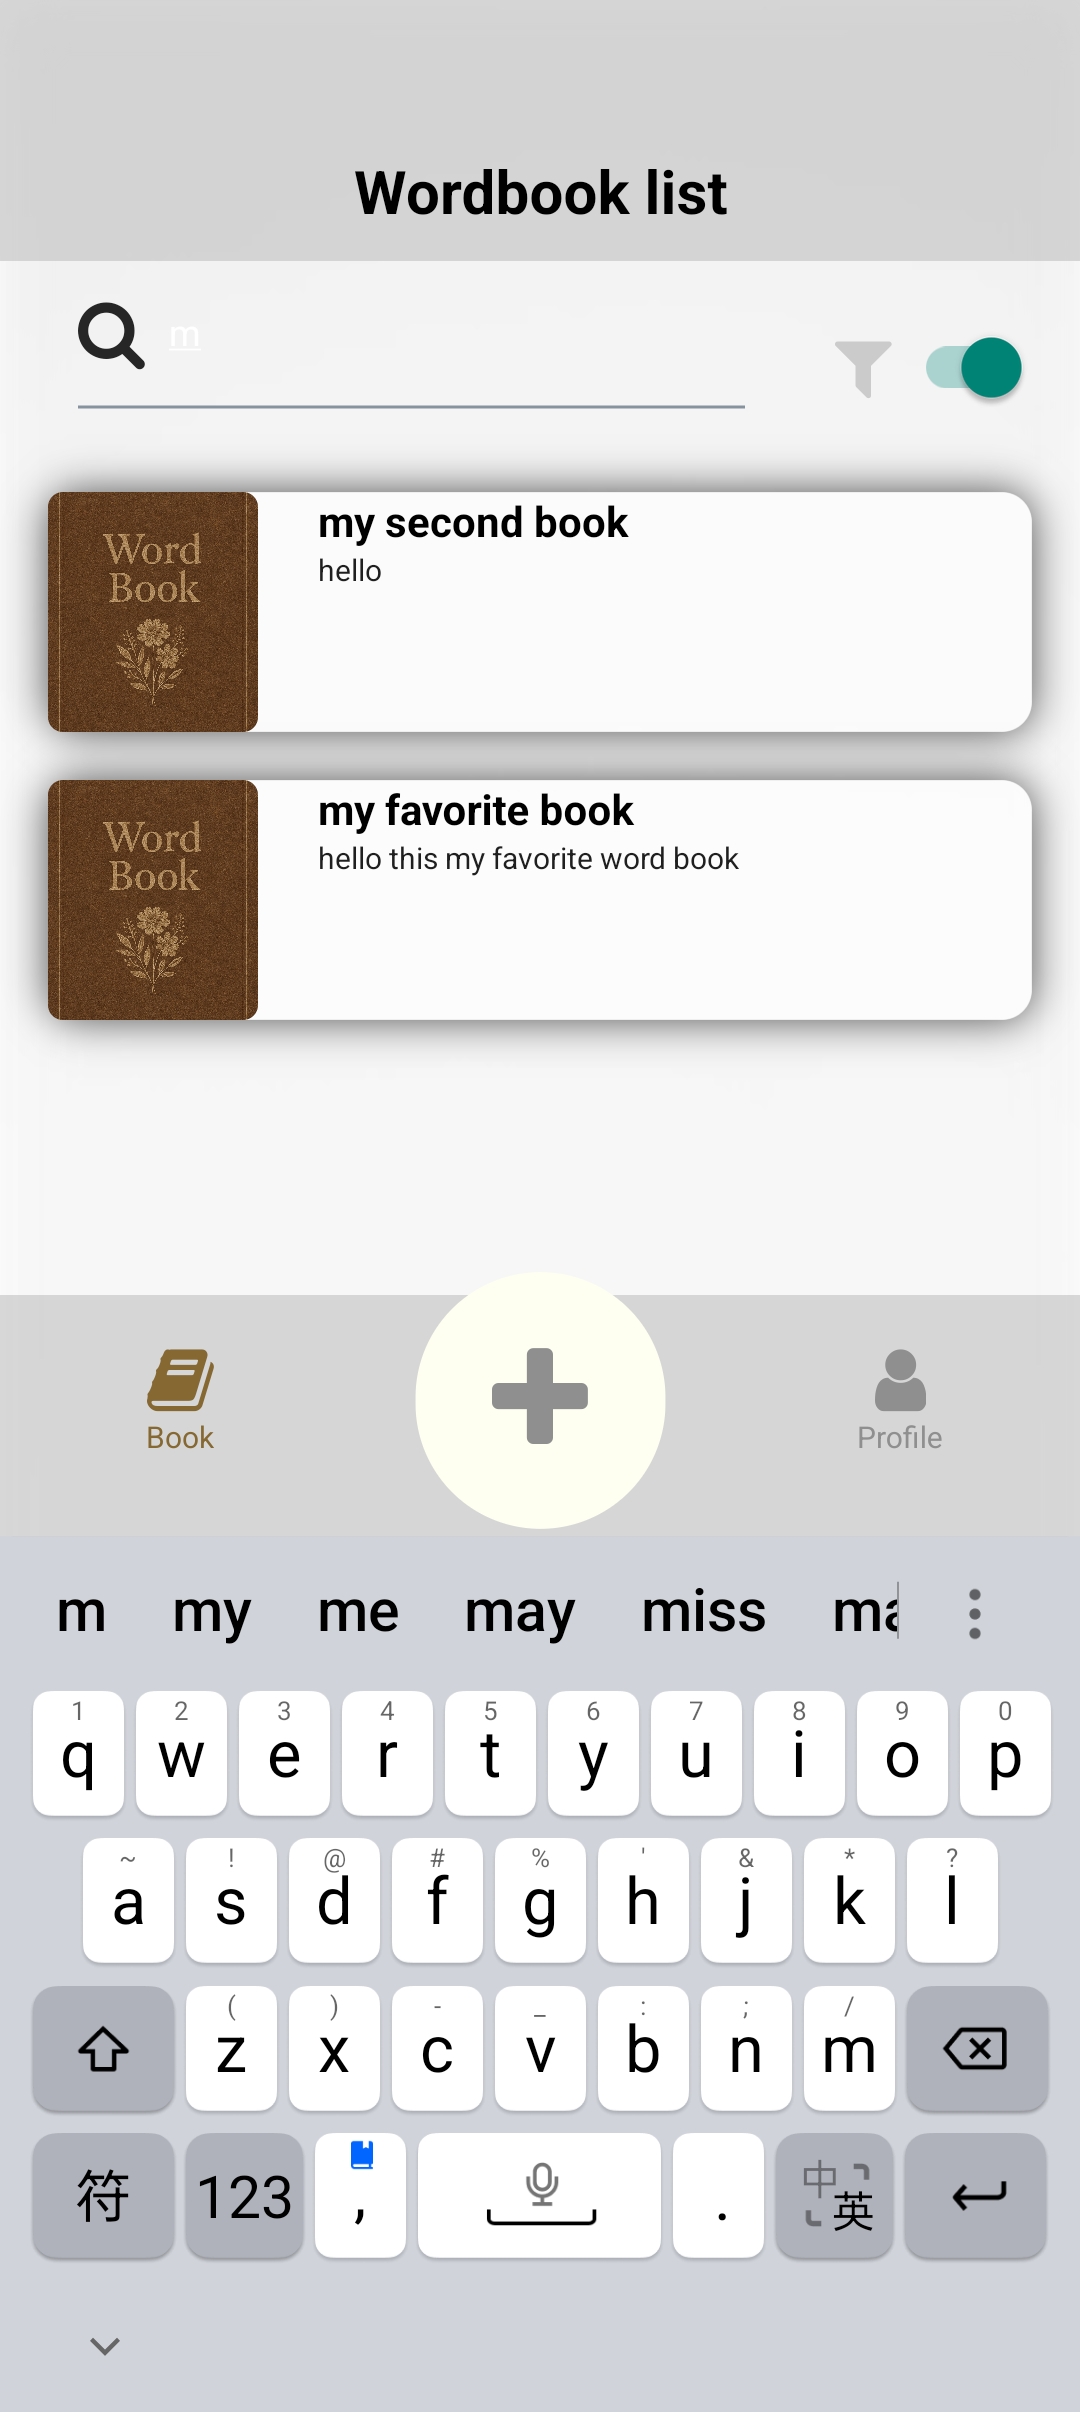 Wordbook list
m
Word
Book
my second book
hello
Word
Book
my favorite book
hello this my favorite word book
Book
Profile
m my me may miss
1 2 3 4 5 6 7 8 9 0
q w e r t y u i o p
~ ! @ # % ' & * ?
a s d f g h j k l
( ) - _ : ; /
z x c v b n m
符 123 , . 中 英